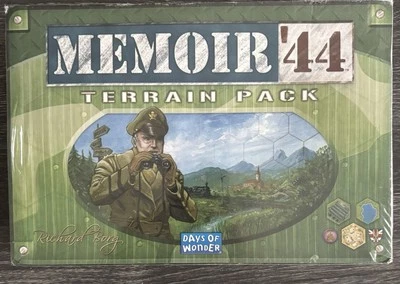 MEMOIR '44
TERRAIN PACK
Richard Borg
DAYS OF
WONDER